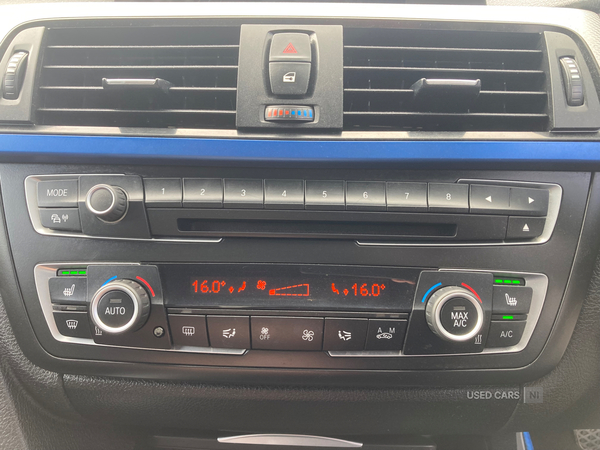 MODE 1 2 3 4 5 6 7 8
16.0° 16.0°
AUTO
MAX A/C
OFF A M A/C
USED CARS NI